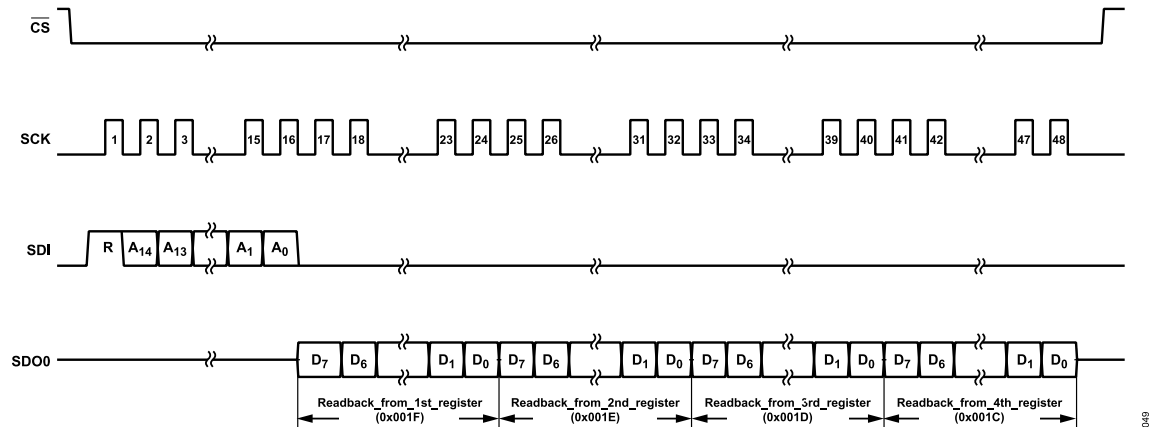 CS
SCK 1 2 3 15 16 17 18 23 24 25 26 31 32 33 34 39 40 41 42 47 48
SDI R A14 A13 A1 A0
SDO0 D7 D6 D1 D0 D7 D6 D1 D0 D7 D6 D1 D0 D7 D6 D1 D0
Readback_from_1st_register Readback_from_2nd_register Readback_from_3rd_register Readback_from_4th_register
(0x001F) (0x001E) (0x001D) (0x001C)
049